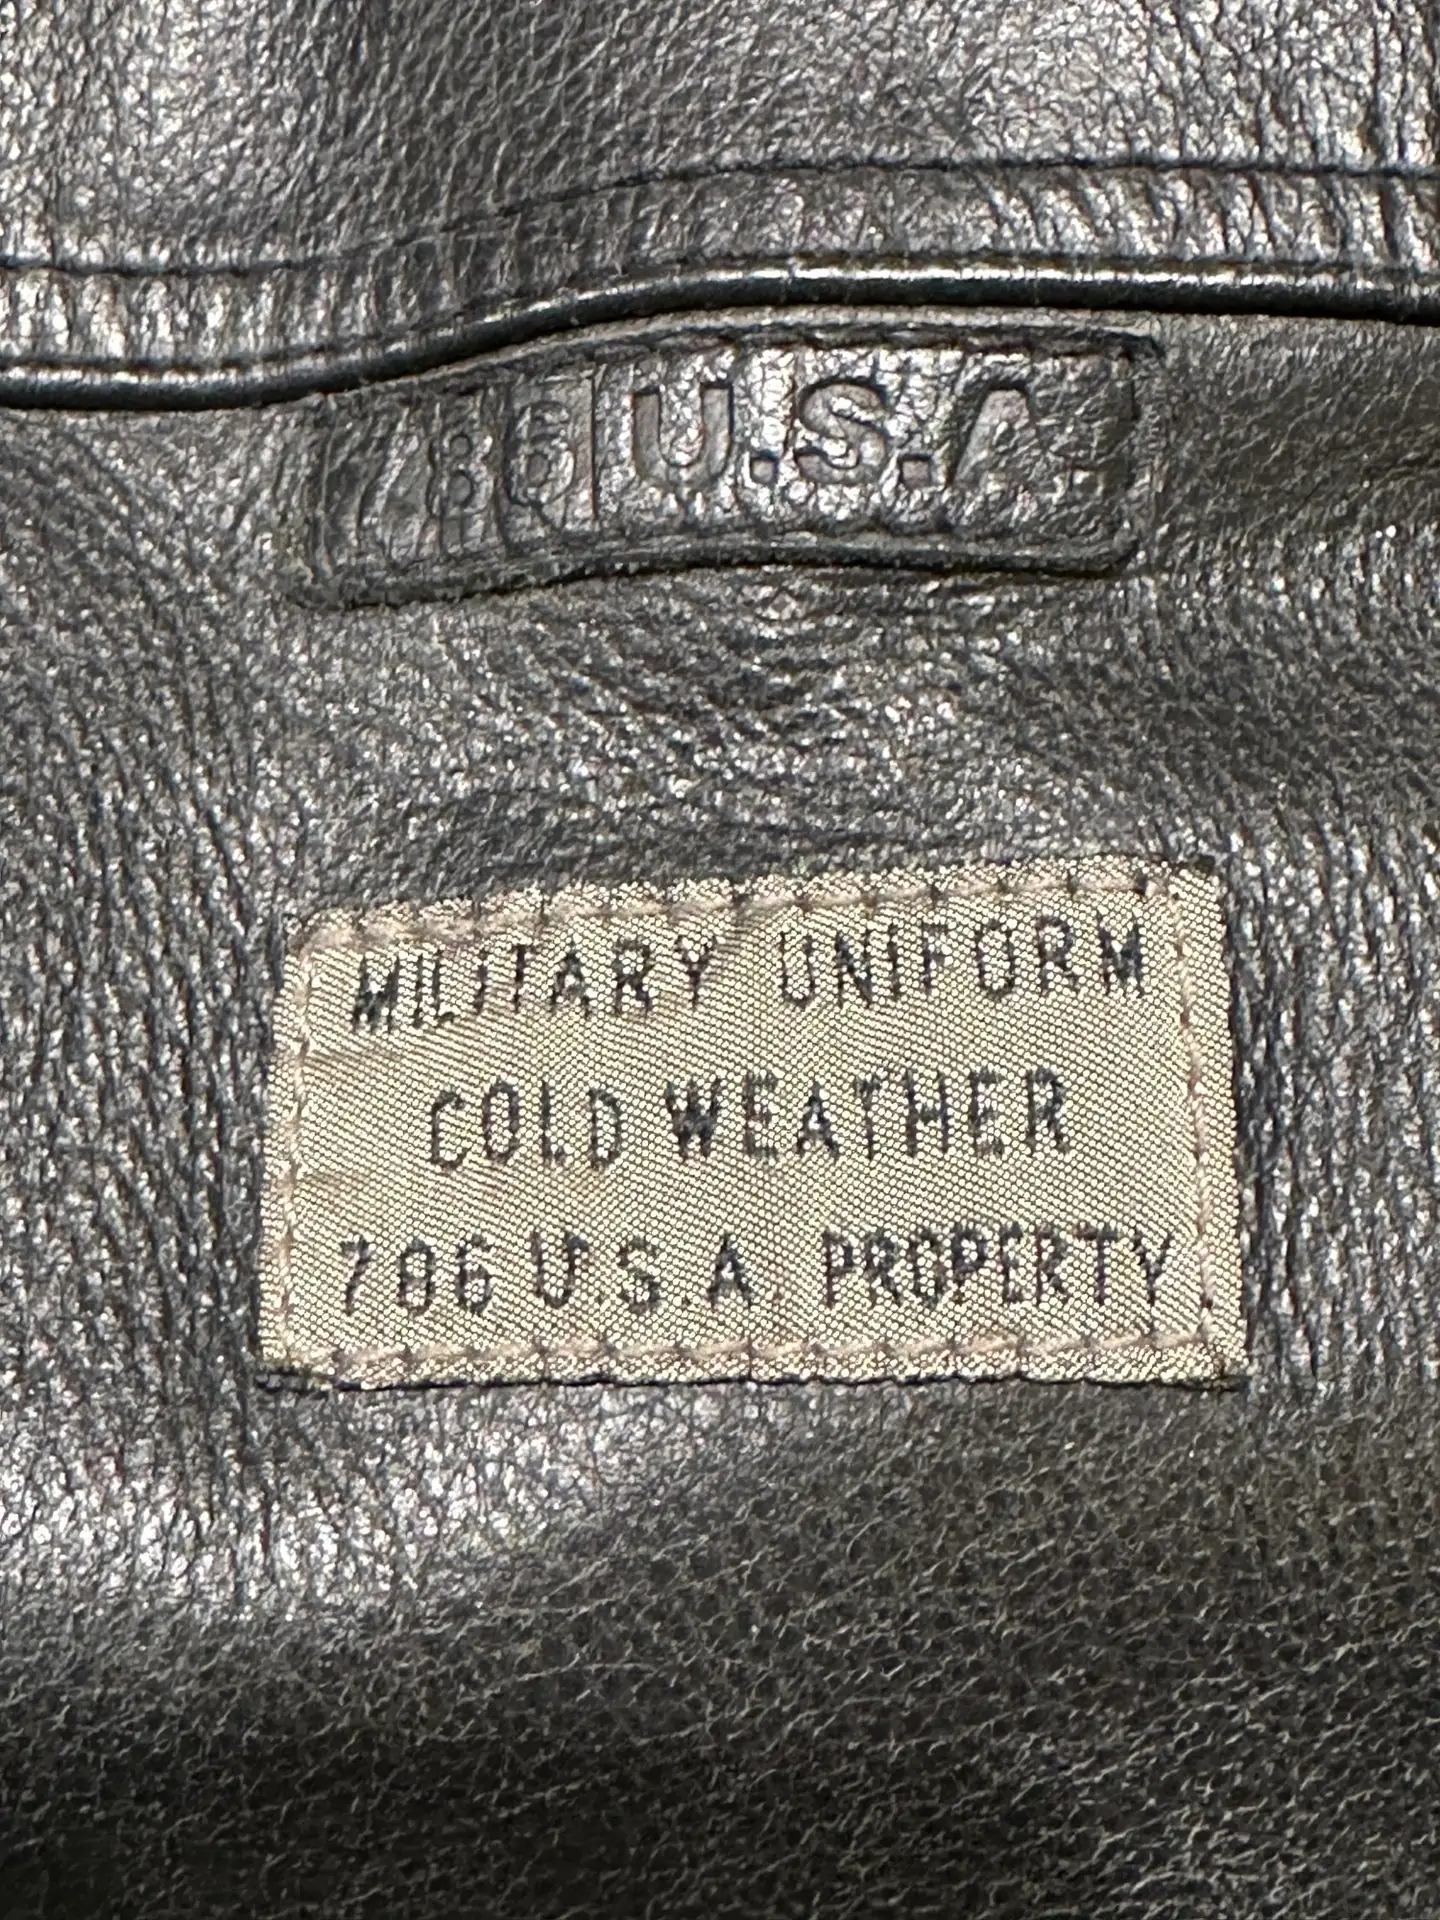 786 U.S.A.
MILITARY UNIFORM
COLD WEATHER
786 U.S.A. PROPERTY